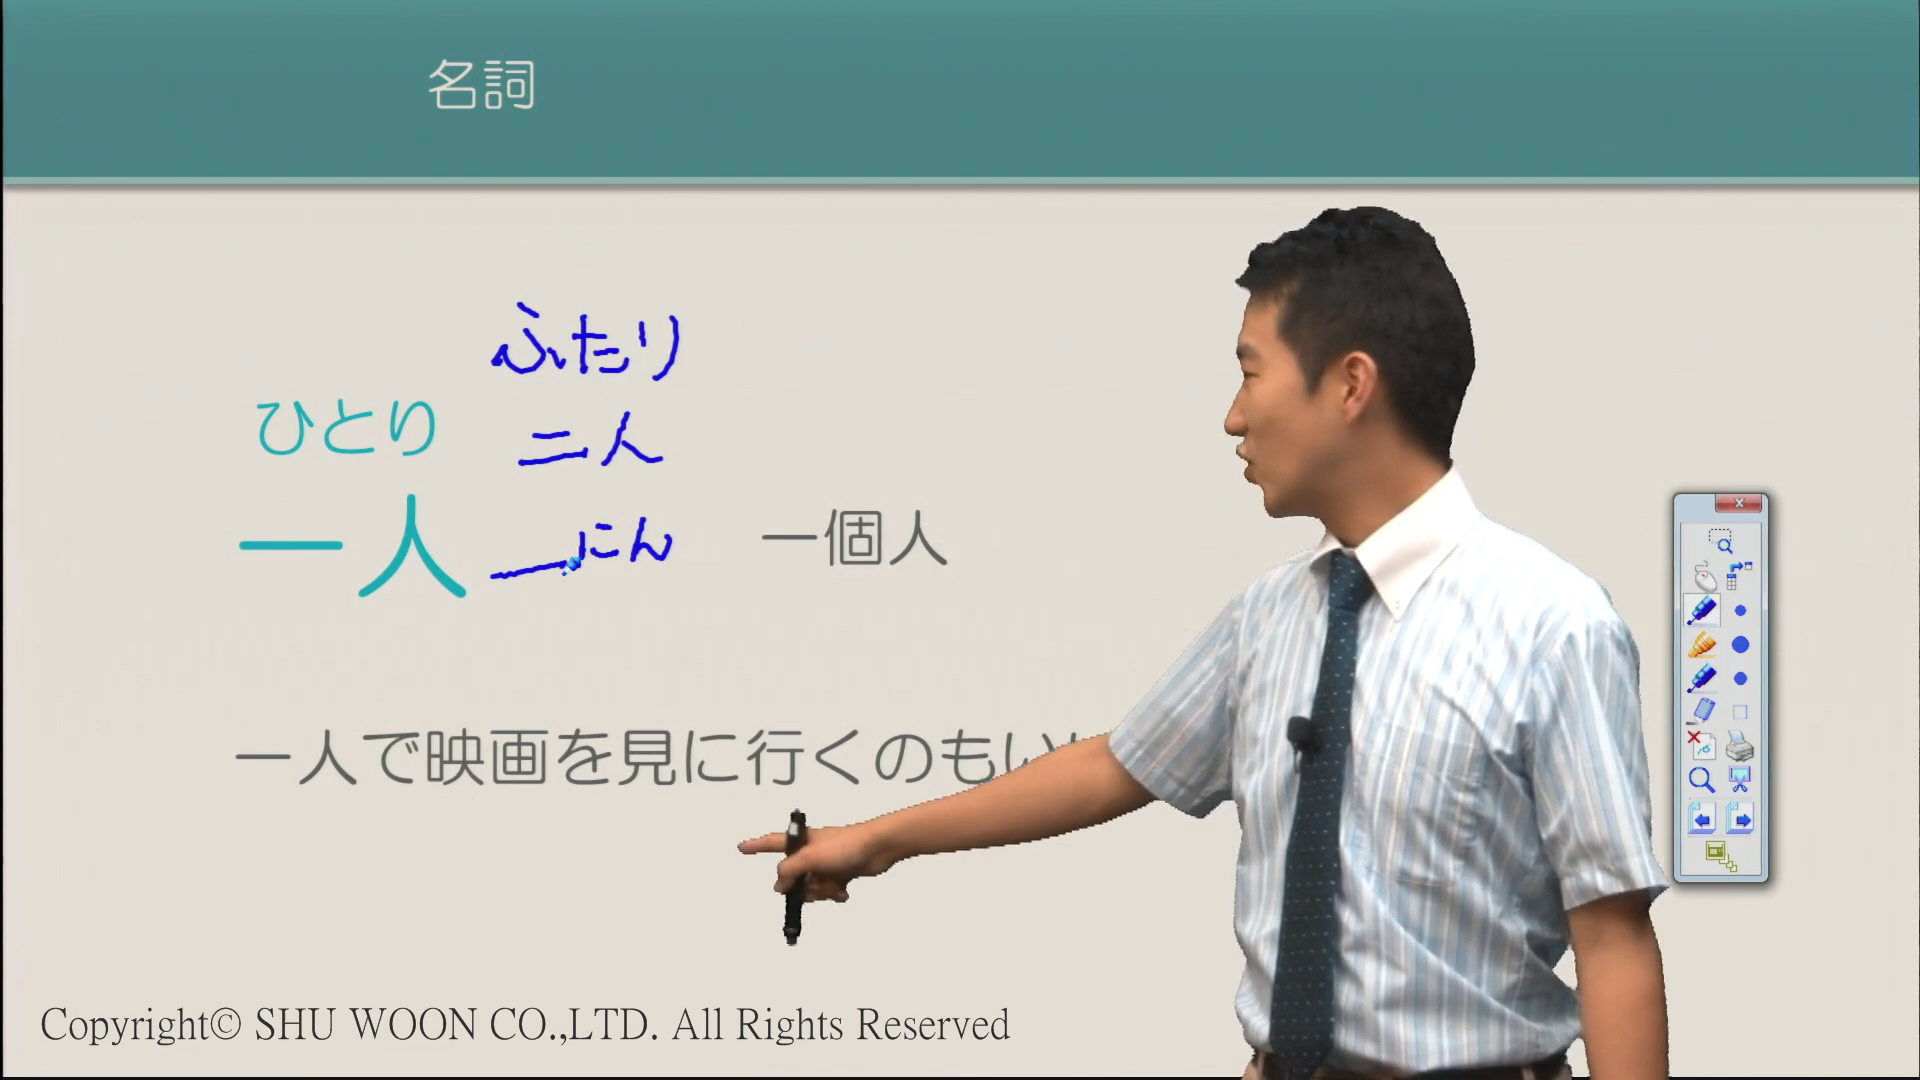 名詞
ふたり
ひとり
二人
一人
にん
一個人
一人で映画を見に行くのもい
Copyright© SHU WOON CO.,LTD. All Rights Reserved